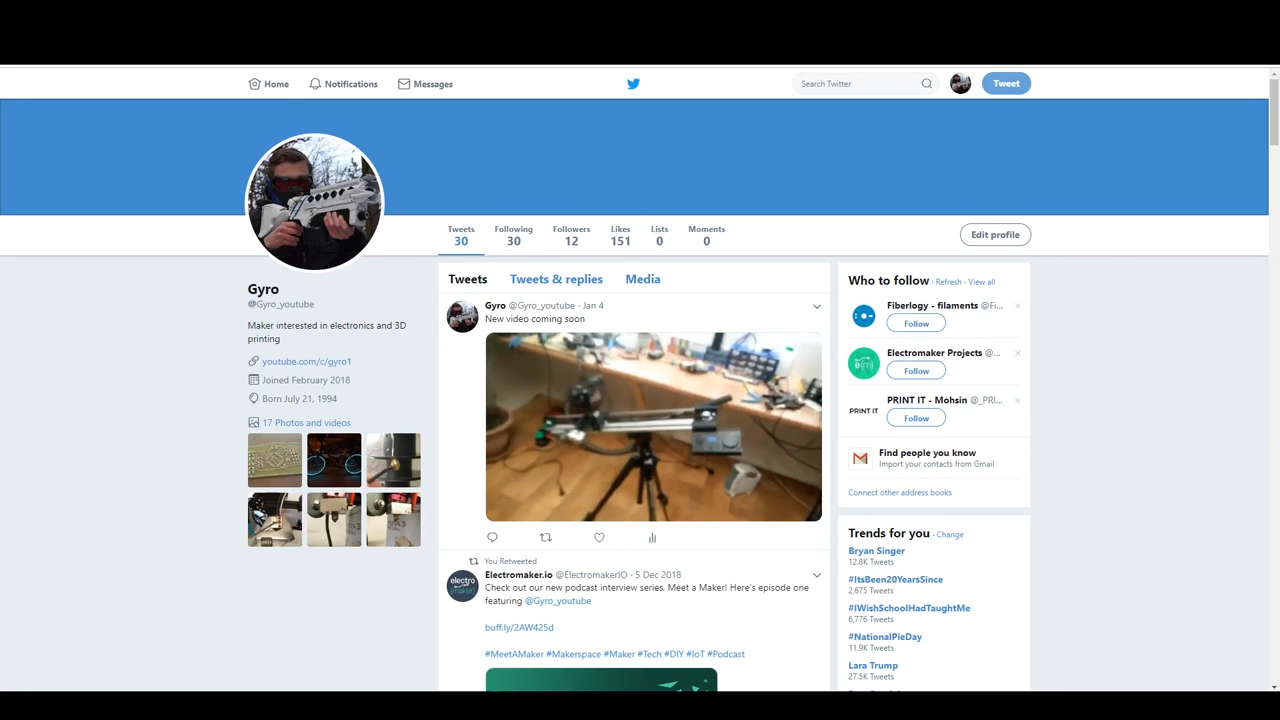 Home Notifications Messages Search Twitter Tweet
Tweets Following Followers Likes Lists Moments
30 30 12 151 0 0
Edit profile
Gyro
@Gyro_youtube
Maker interested in electronics and 3D
printing
youtube.com/c/gyro1
Joined February 2018
Born July 21, 1994
17 Photos and videos
Tweets Tweets & replies Media
Gyro @Gyro_youtube · Jan 4
New video coming soon
You Retweeted
Electromaker.io @ElectromakerIO · 5 Dec 2018
Check out our new podcast interview series. Meet a Maker! Here's episode one
featuring @Gyro_youtube
buff.ly/2AW425d
#MeetAMaker #Makerspace #Maker #Tech #DIY #IoT #Podcast
electro
{maker}
Who to follow · Refresh · View all
Fiberlogy - filaments @Fi...
Follow
e{m}
Electromaker Projects @...
Follow
PRINT IT
PRINT IT - Mohsin @_PRI...
Follow
Find people you know
Import your contacts from Gmail
Connect other address books
Trends for you · Change
Bryan Singer
12.8K Tweets
#ItsBeen20YearsSince
2,675 Tweets
#IWishSchoolHadTaughtMe
6,776 Tweets
#NationalPieDay
11.9K Tweets
Lara Trump
27.5K Tweets